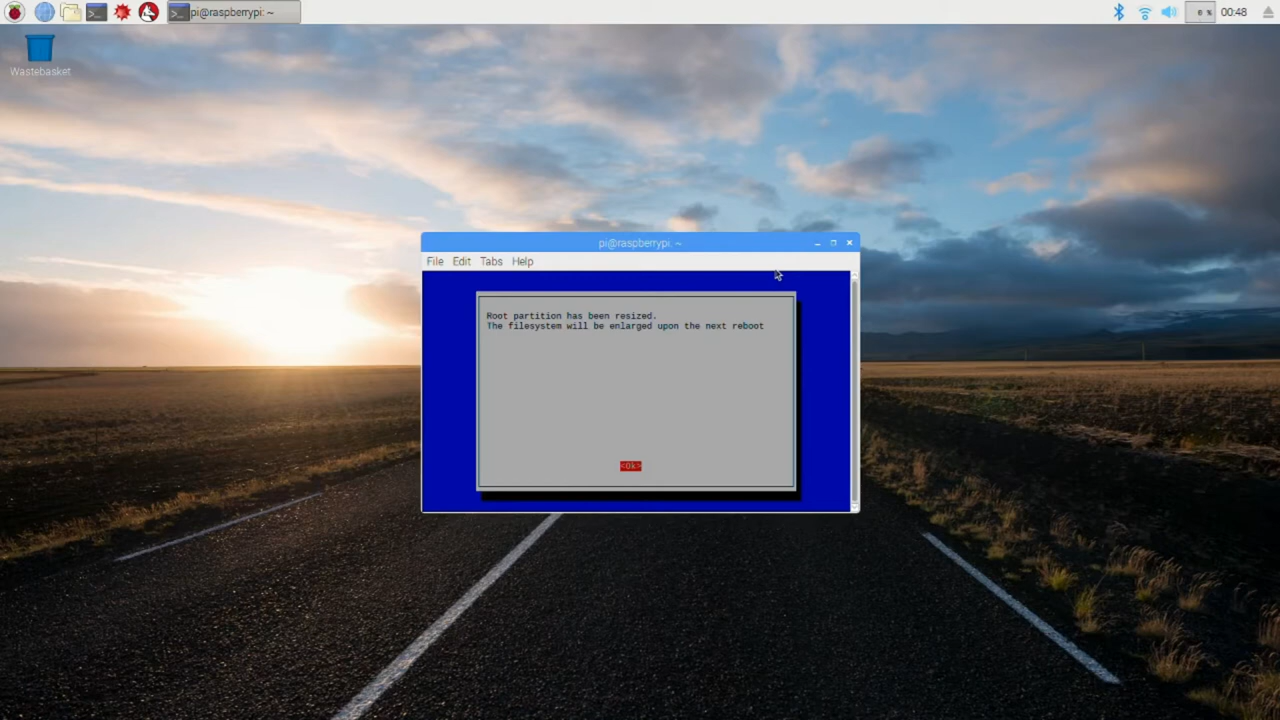 pi@raspberrypi: ~
0 %
00:48
Wastebasket
pi@raspberrypi: ~
File Edit Tabs Help
Root partition has been resized.
The filesystem will be enlarged upon the next reboot
<Ok>